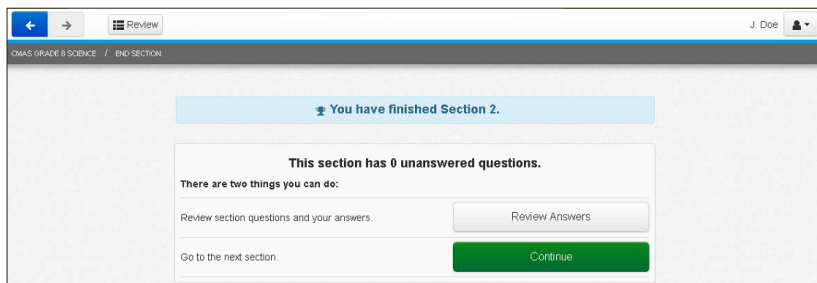 Review
J. Doe
CMAS GRADE 8 SCIENCE / END SECTION
You have finished Section 2.
This section has 0 unanswered questions.
There are two things you can do:
Review section questions and your answers.
Review Answers
Go to the next section.
Continue